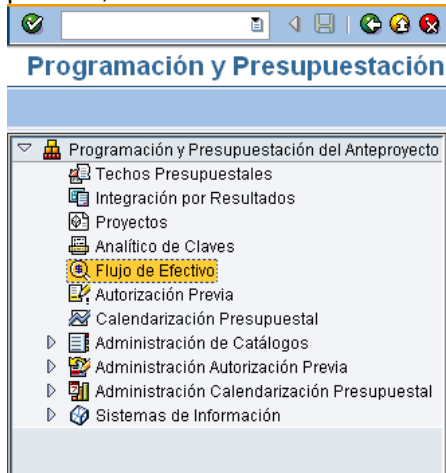 Programación y Presupuestación
Programación y Presupuestación del Anteproyecto
Techos Presupuestales
Integración por Resultados
Proyectos
Analítico de Claves
Flujo de Efectivo
Autorización Previa
Calendarización Presupuestal
Administración de Catálogos
Administración Autorización Previa
Administración Calendarización Presupuestal
Sistemas de Información